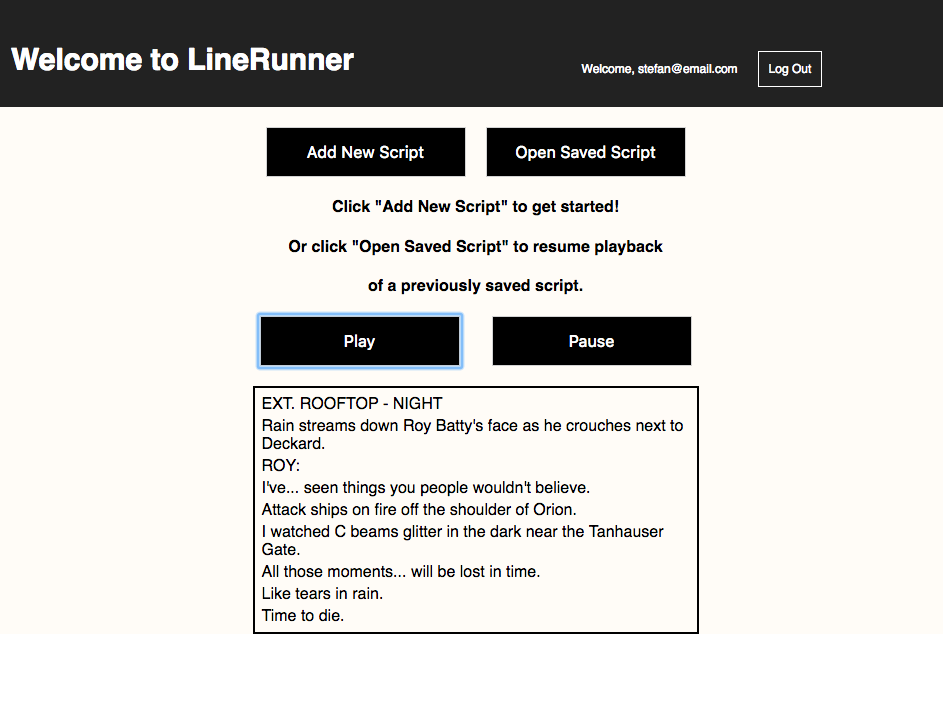 Welcome to LineRunner
Welcome, stefan@email.com
Log Out
Add New Script
Open Saved Script
Click "Add New Script" to get started!
Or click "Open Saved Script" to resume playback
of a previously saved script.
Play
Pause
EXT. ROOFTOP - NIGHT
Rain streams down Roy Batty's face as he crouches next to
Deckard.
ROY:
I've... seen things you people wouldn't believe.
Attack ships on fire off the shoulder of Orion.
I watched C beams glitter in the dark near the Tanhauser
Gate.
All those moments... will be lost in time.
Like tears in rain.
Time to die.